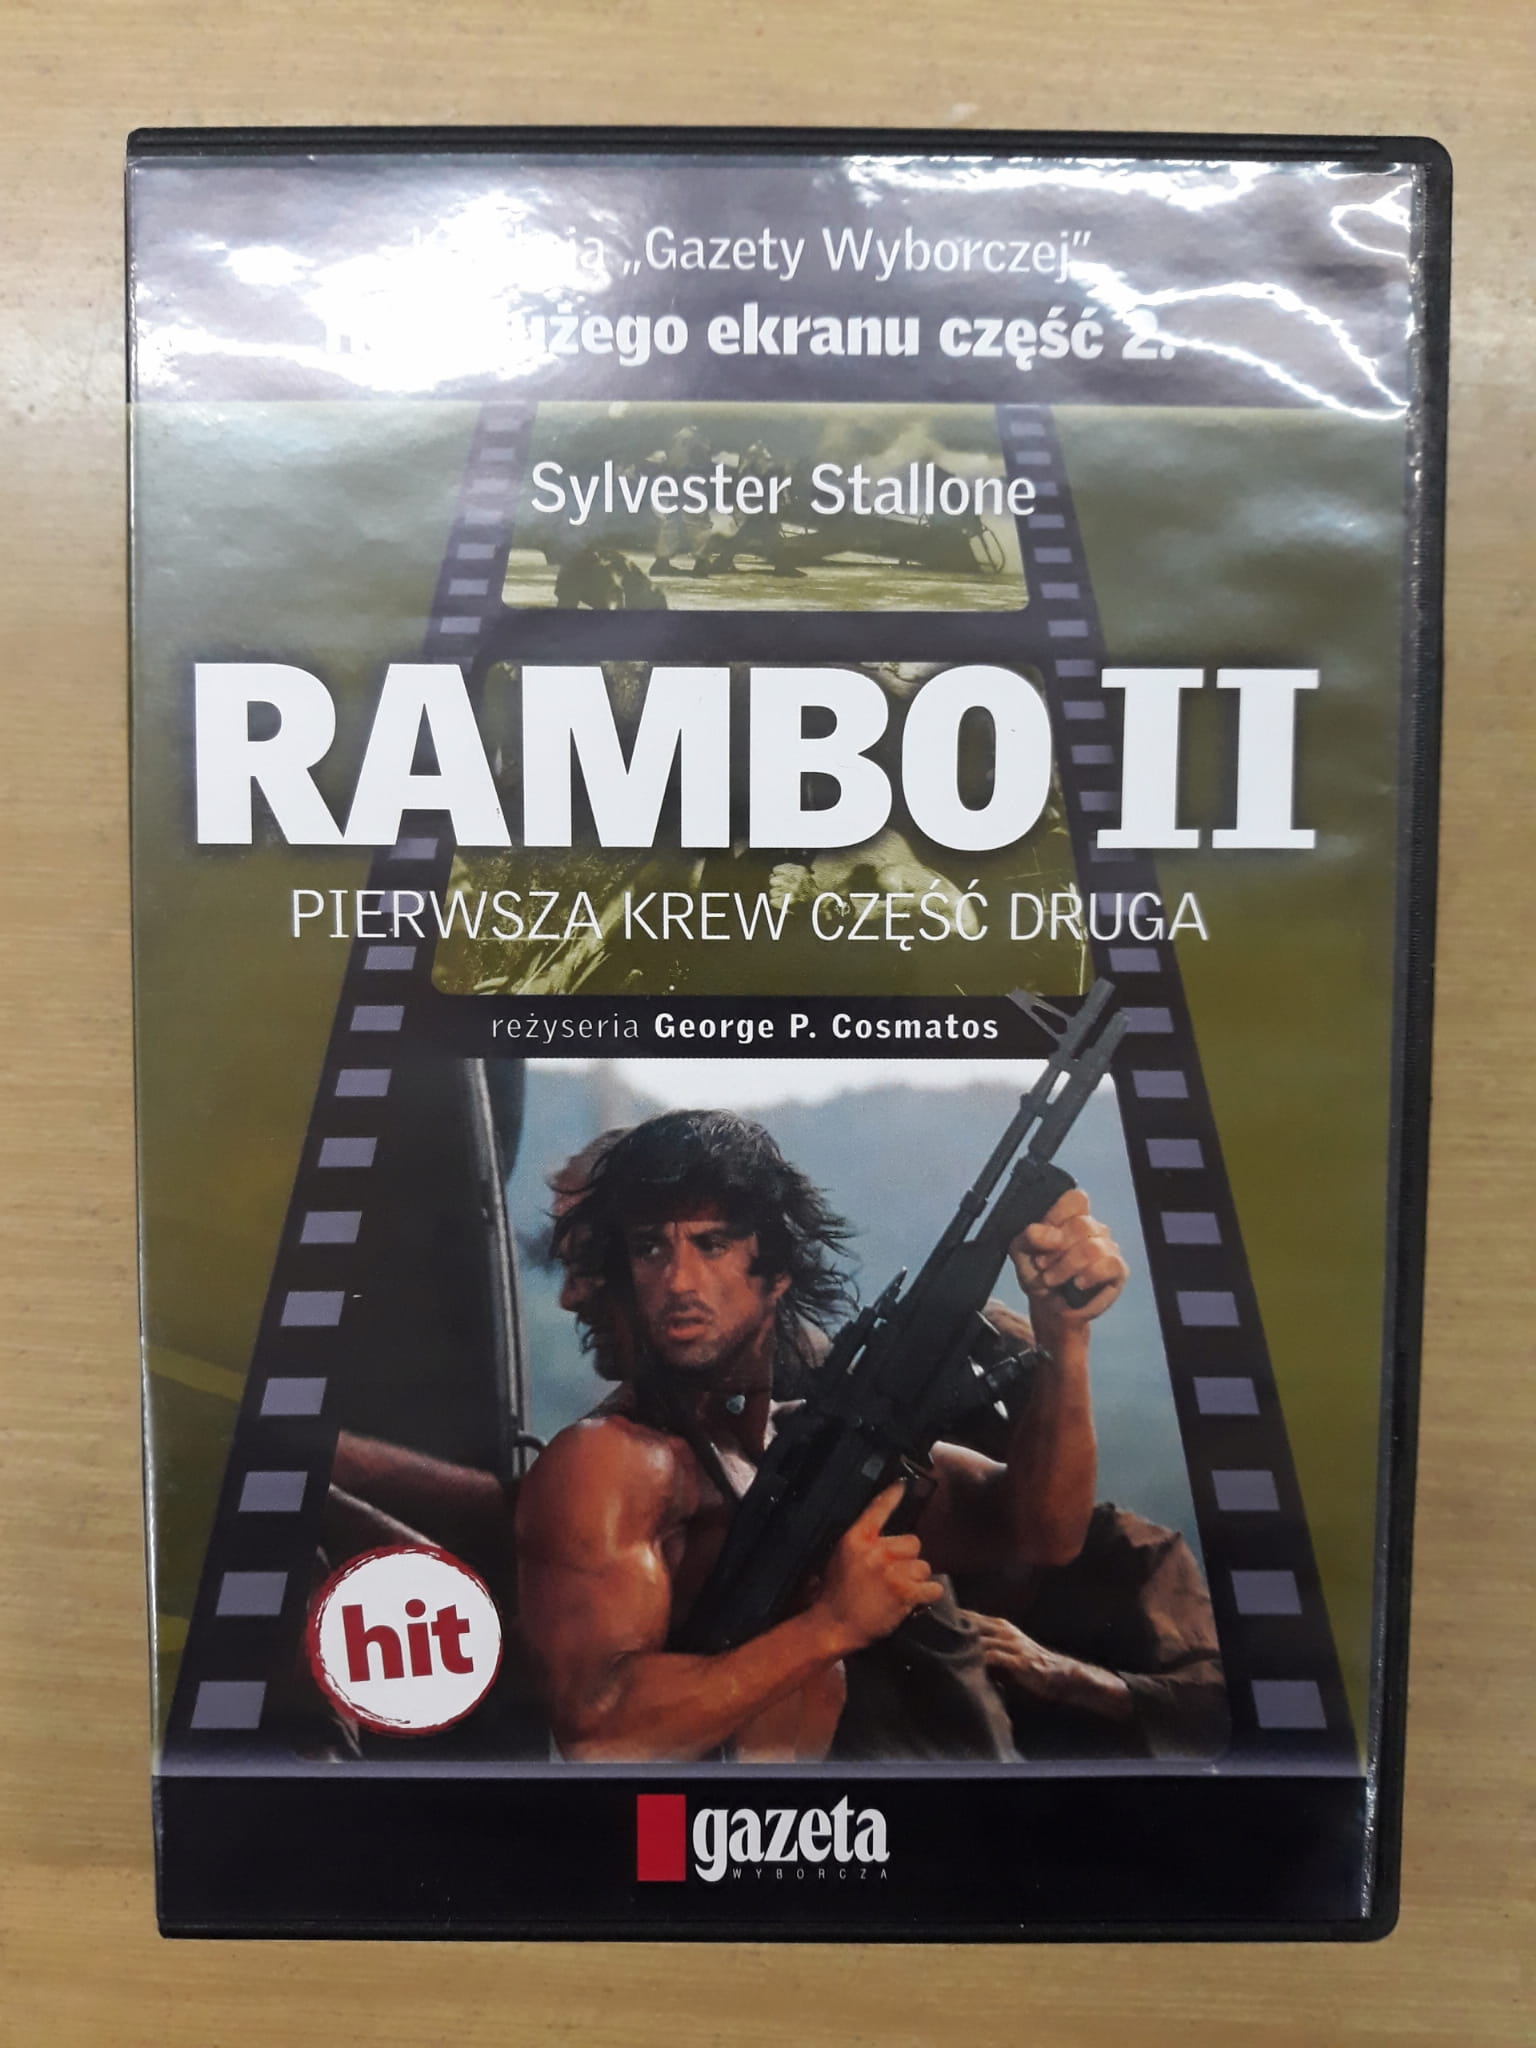 „Gazety Wyborczej”
ekranu część 2.
Sylvester Stallone
RAMBO II
PIERWSZA KREW CZĘŚĆ DRUGA
reżyseria George P. Cosmatos
hit
gazeta
WYBORCZA